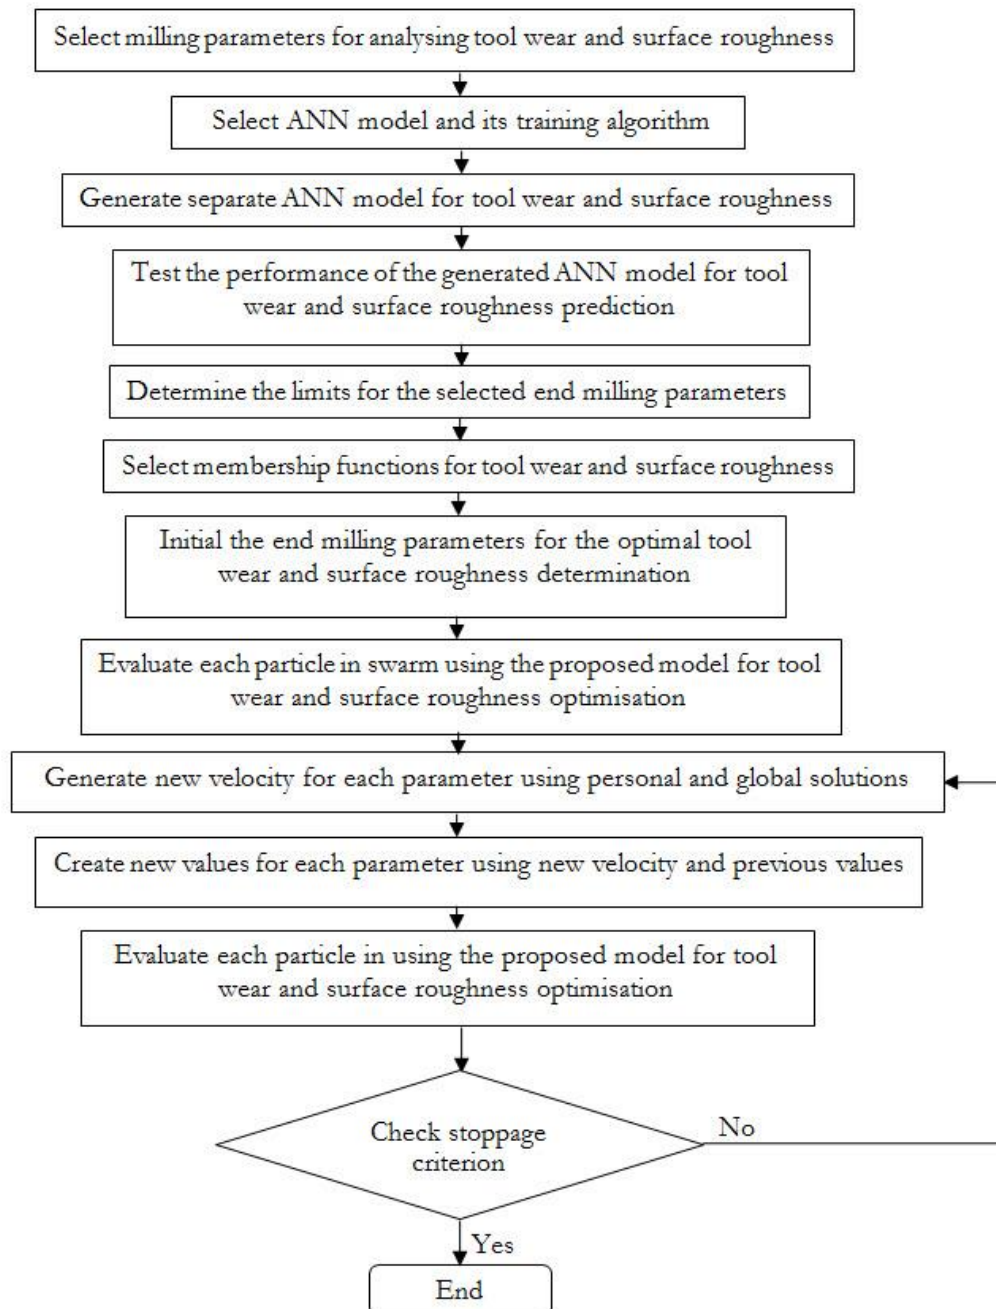 Select milling parameters for analysing tool wear and surface roughness
Select ANN model and its training algorithm
Generate separate ANN model for tool wear and surface roughness
Test the performance of the generated ANN model for tool
wear and surface roughness prediction
Determine the limits for the selected end milling parameters
Select membership functions for tool wear and surface roughness
Initial the end milling parameters for the optimal tool
wear and surface roughness determination
Evaluate each particle in swarm using the proposed model for tool
wear and surface roughness optimisation
Generate new velocity for each parameter using personal and global solutions
Create new values for each parameter using new velocity and previous values
Evaluate each particle in using the proposed model for tool
wear and surface roughness optimisation
Check stoppage
criterion
No
Yes
End